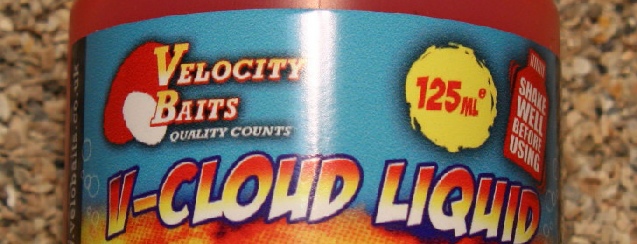 VELOCITY
BAITS
QUALITY COUNTS
125ML e
SHAKE
WELL
BEFORE
USING
V-CLOUD LIQUID